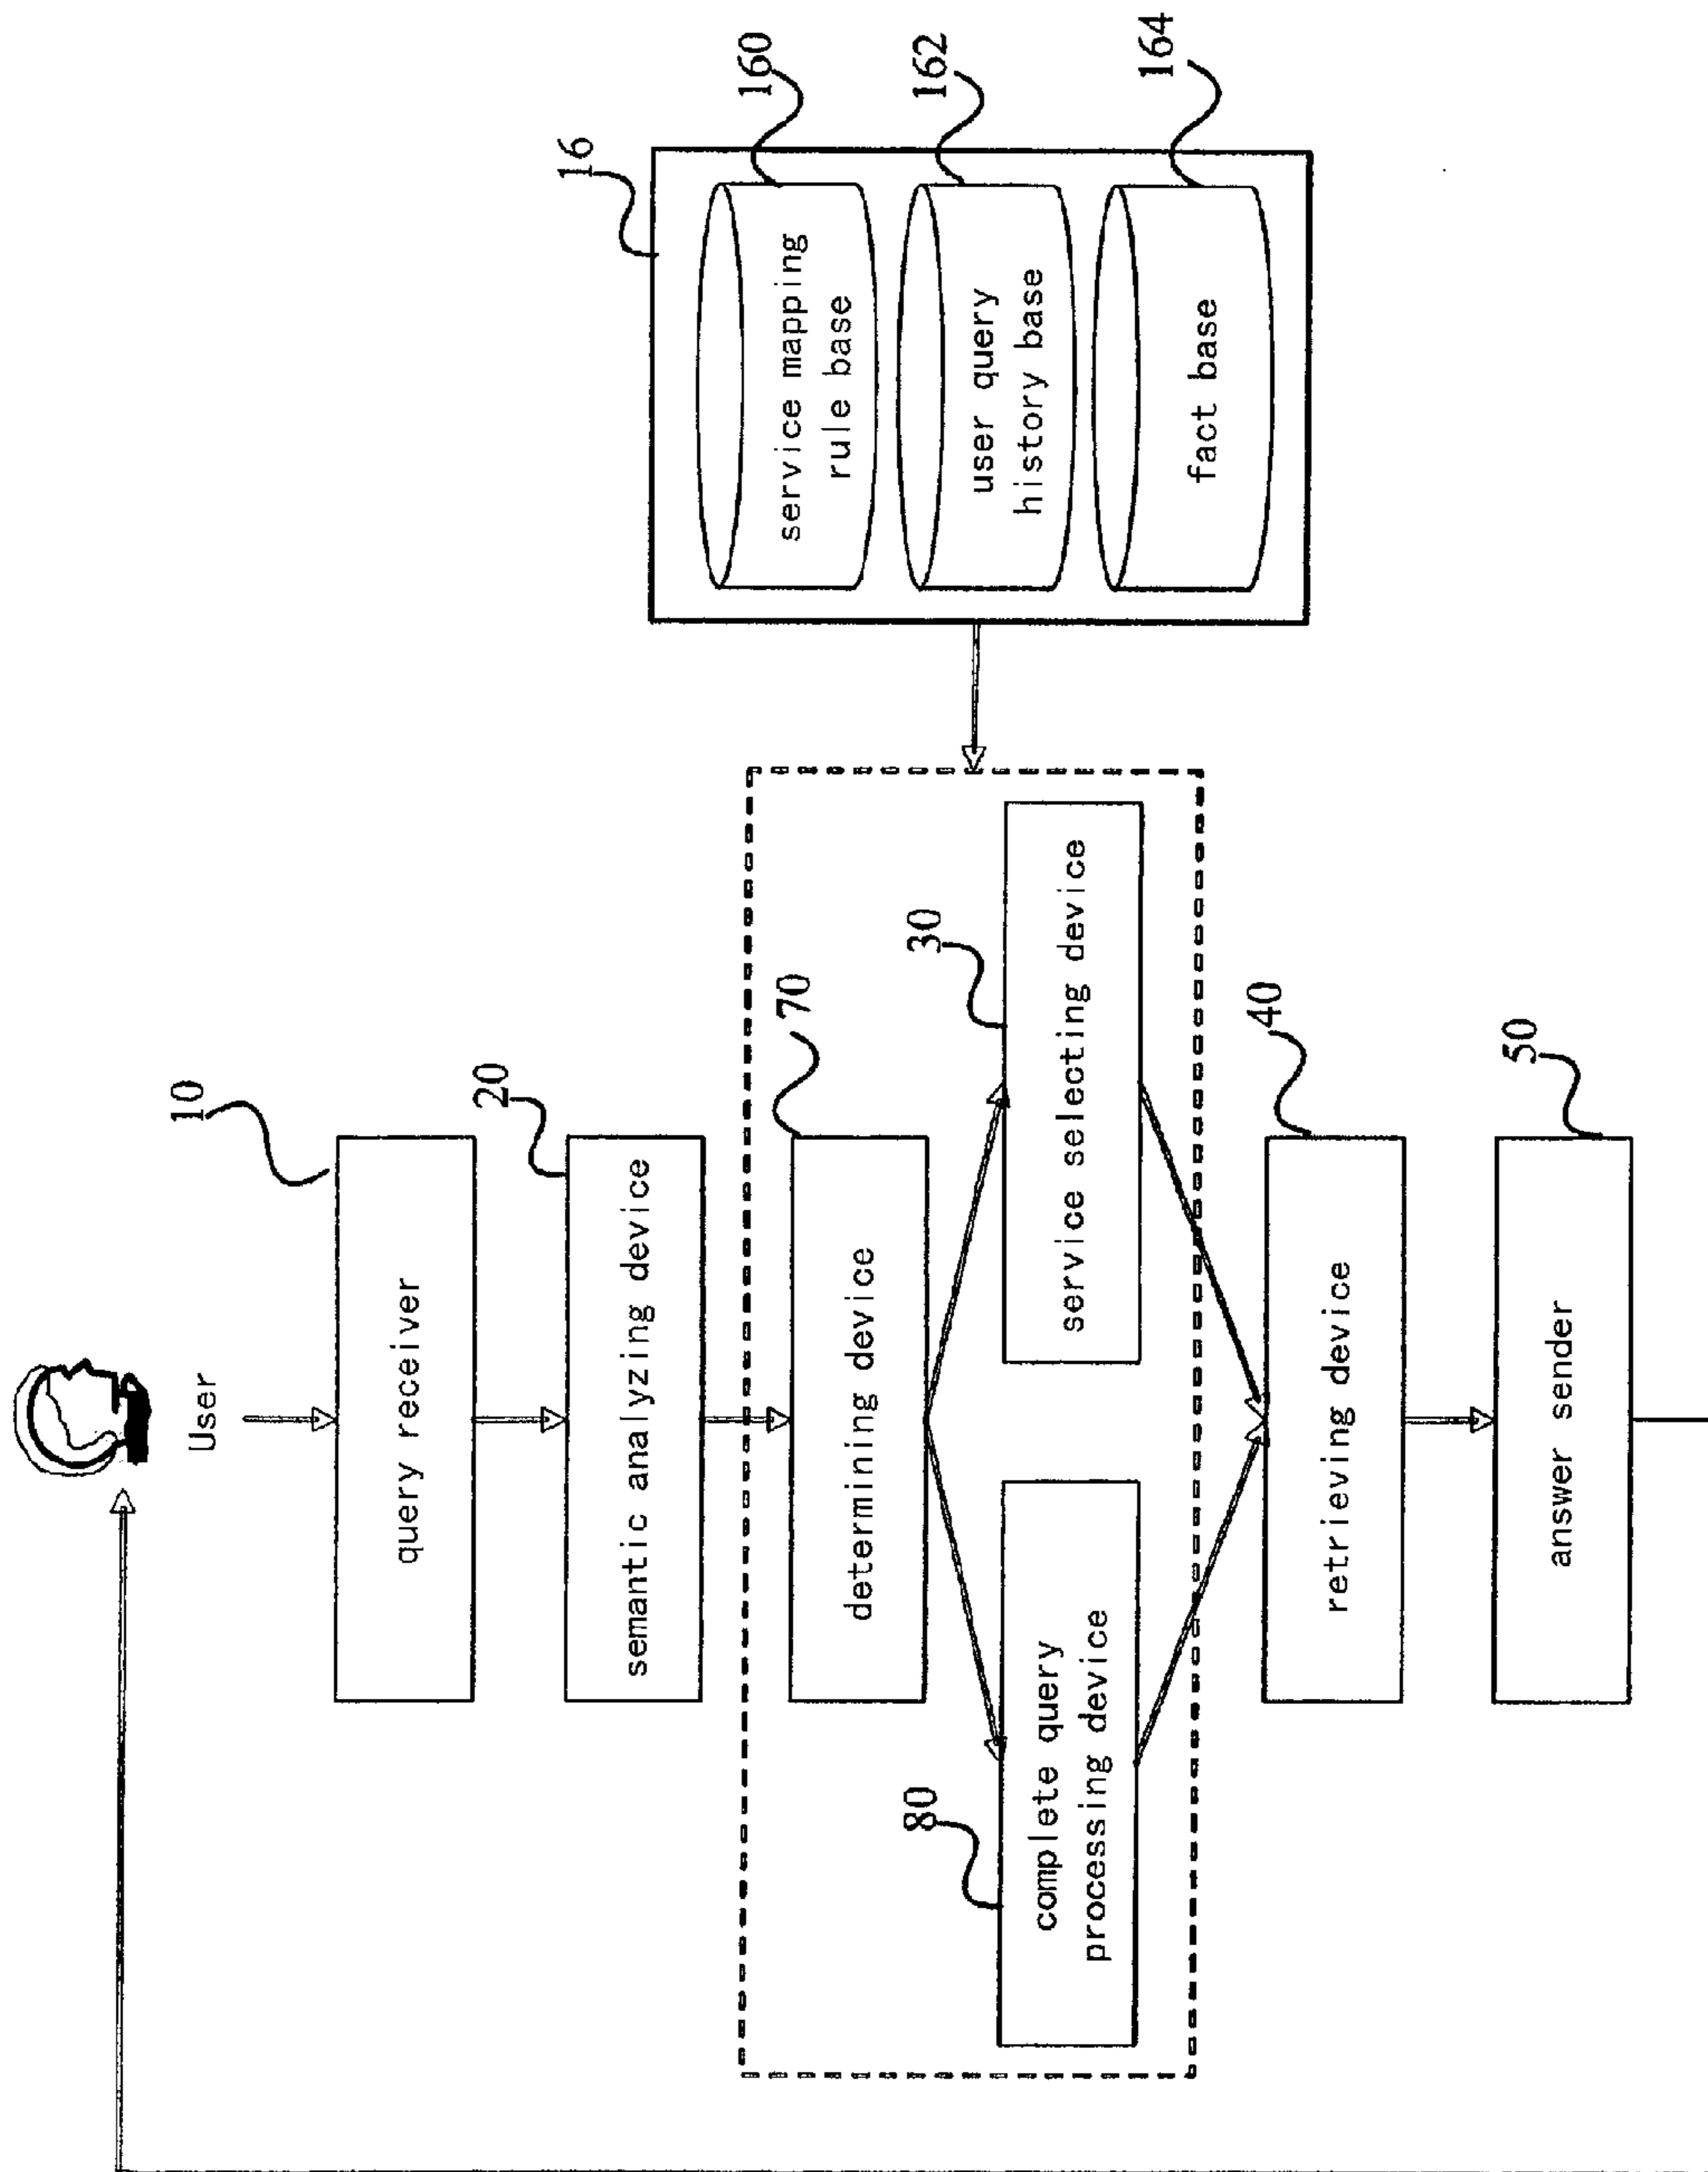 User
10
query receiver
20
semantic analyzing device
70
determining device
80
complete query
processing device
30
service selecting device
40
retrieving device
50
answer sender
16
service mapping
rule base
160
user query
history base
162
fact base
164